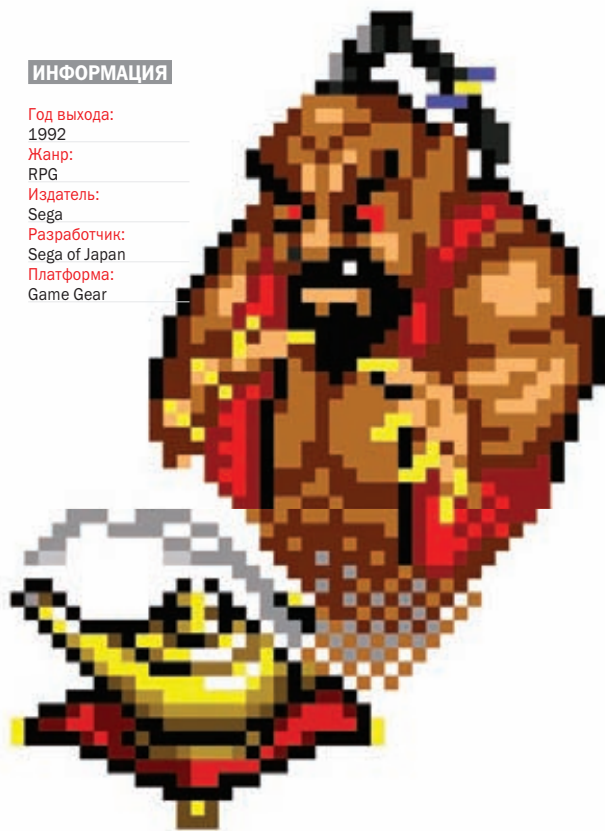 ИНФОРМАЦИЯ
Год выхода:
1992
Жанр:
RPG
Издатель:
Sega
Разработчик:
Sega of Japan
Платформа:
Game Gear